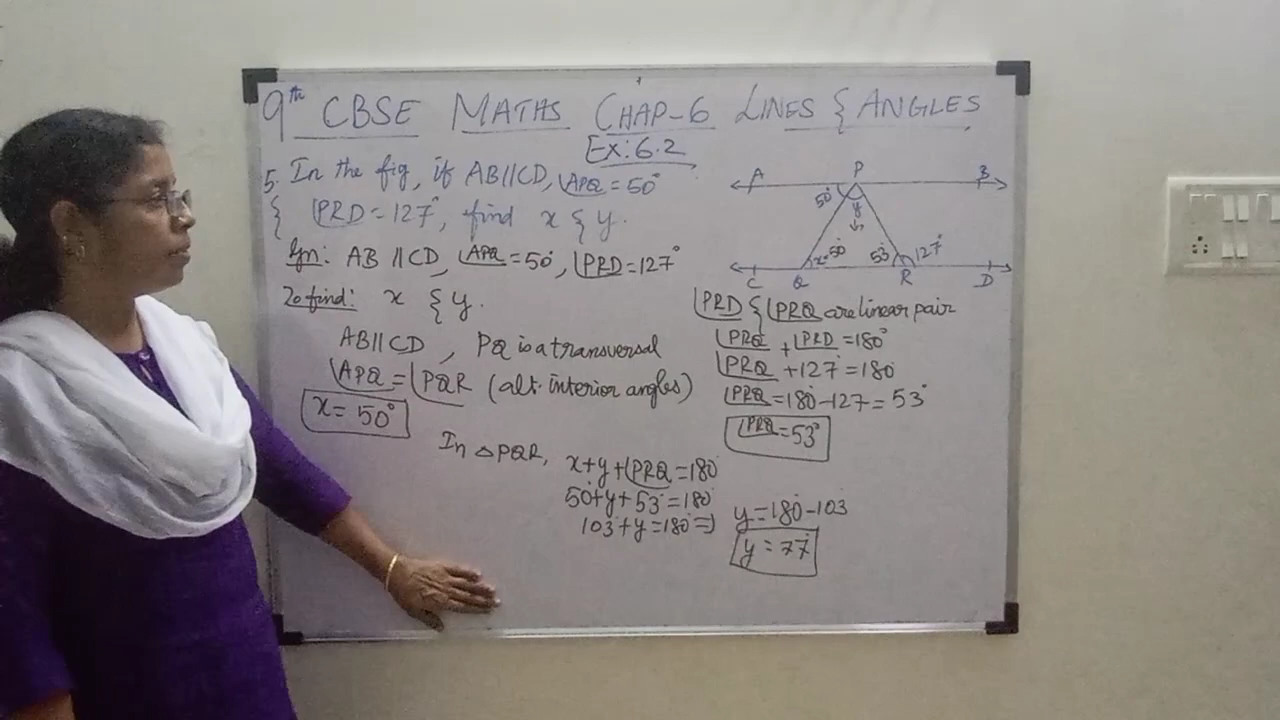 9th CBSE MATHS CHAP-6 LINES & ANGLES
Ex: 6.2
5. In the fig, if AB//CD, ∠APQ = 50°
& ∠PRD = 127°, find x & y.
Gn: AB // CD, ∠APQ = 50°, ∠PRD = 127°
To find: x & y.
AB//CD, PQ is a transversal
∠APQ = ∠PQR (alt. interior angles)
x = 50°
A P B
50° y
x° 50° 53° 127°
C Q R D
∠PRD & ∠PRQ are linear pair
∠PRQ + ∠PRD = 180°
∠PRQ + 127° = 180°
∠PRQ = 180° - 127° = 53°
∠PRQ = 53°
In △PQR, x + y + ∠PRQ = 180°
50° + y + 53° = 180°
103° + y = 180° ⇒ y = 180° - 103
y = 77°